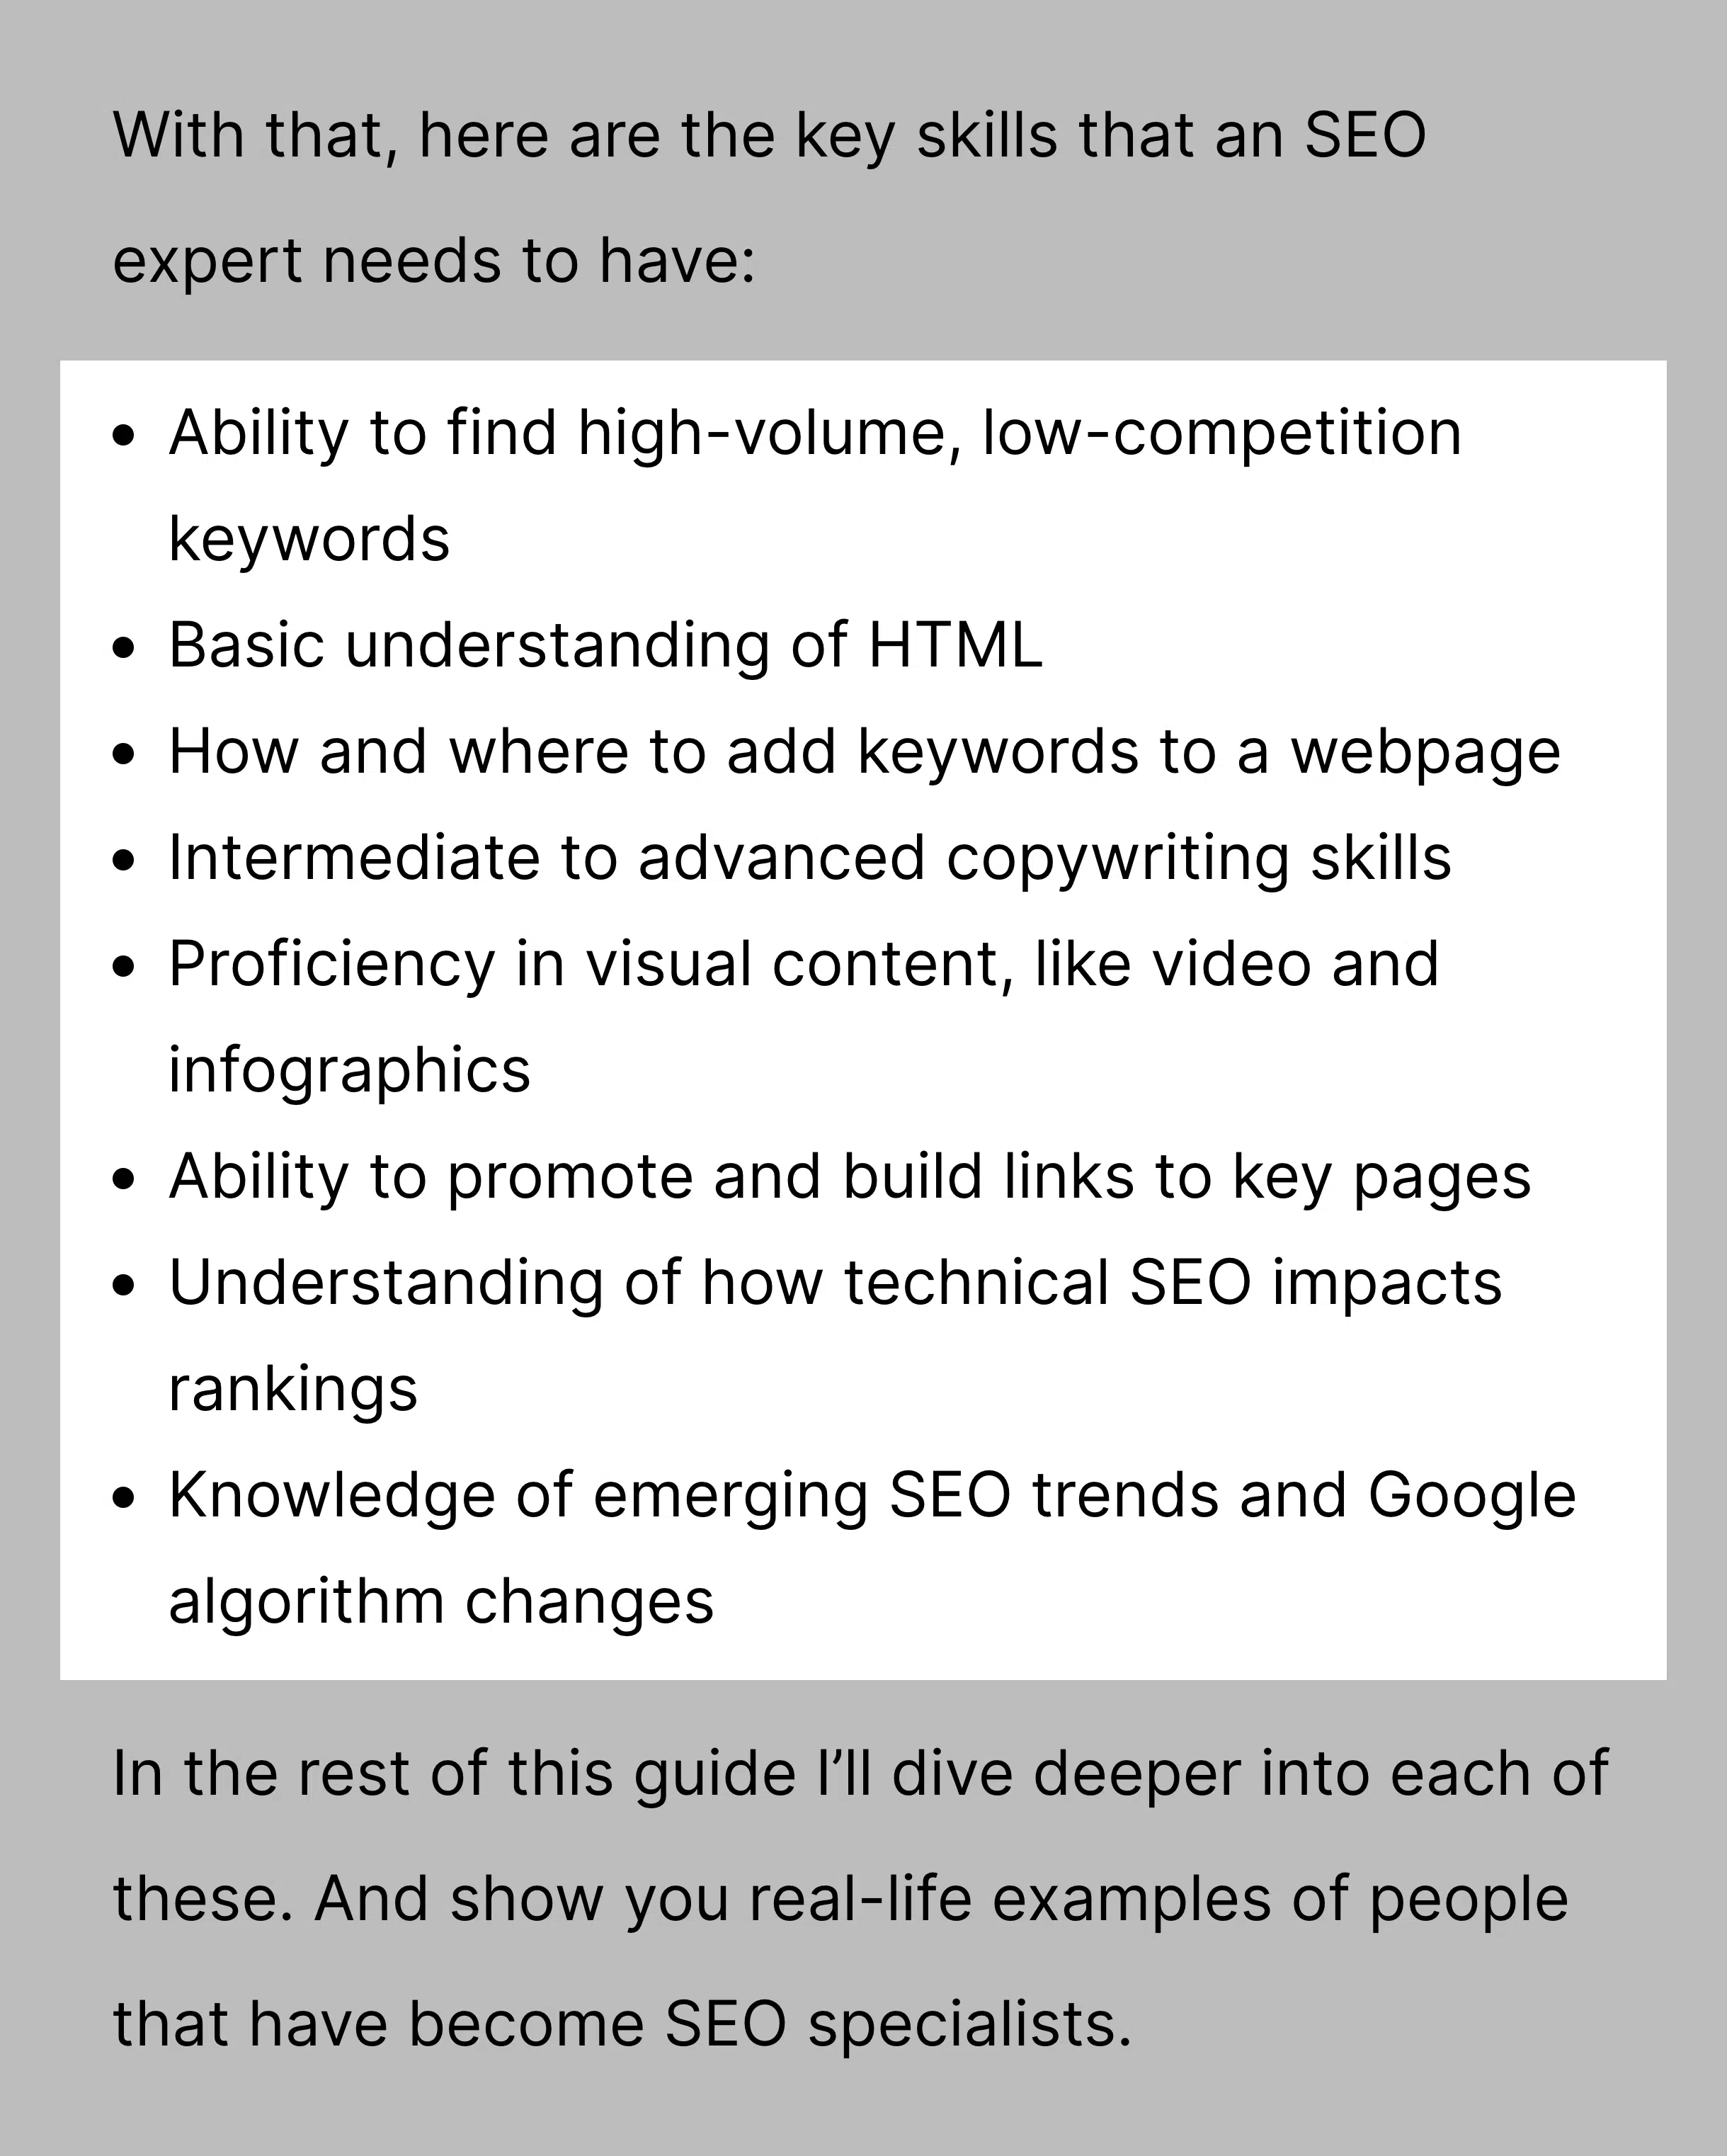 With that, here are the key skills that an SEO
expert needs to have:
• Ability to find high-volume, low-competition
keywords
• Basic understanding of HTML
• How and where to add keywords to a webpage
• Intermediate to advanced copywriting skills
• Proficiency in visual content, like video and
infographics
• Ability to promote and build links to key pages
• Understanding of how technical SEO impacts
rankings
• Knowledge of emerging SEO trends and Google
algorithm changes
In the rest of this guide I’ll dive deeper into each of
these. And show you real-life examples of people
that have become SEO specialists.